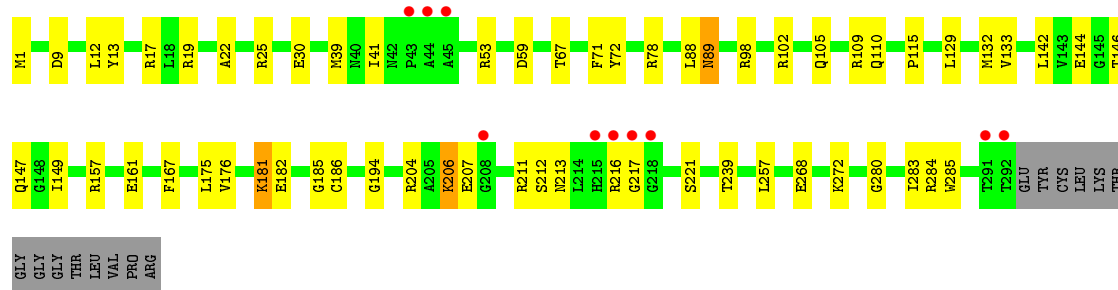 M1 D9 L12 Y13 R17 L18 R19 A22 R25 E30 M39 N40 I41 N42 P43 A44 A45 R53 D59 T67 F71 Y72 R78 L88 N89 R98 R102 Q105 R109 Q110 P115 L129 M132 V133 L142 V143 E144 G145 T146
Q147 G148 I149 R157 E161 F167 L175 V176 K181 E182 G185 C186 G194 R204 A205 K206 E207 G208 R211 S212 N213 L214 H215 R216 G217 G218 S221 T239 L257 E268 K272 G280 I283 R284 W285 T291 T292 GLU TYR CYS LEU LYS THR
GLY GLY GLY THR LEU VAL PRO ARG